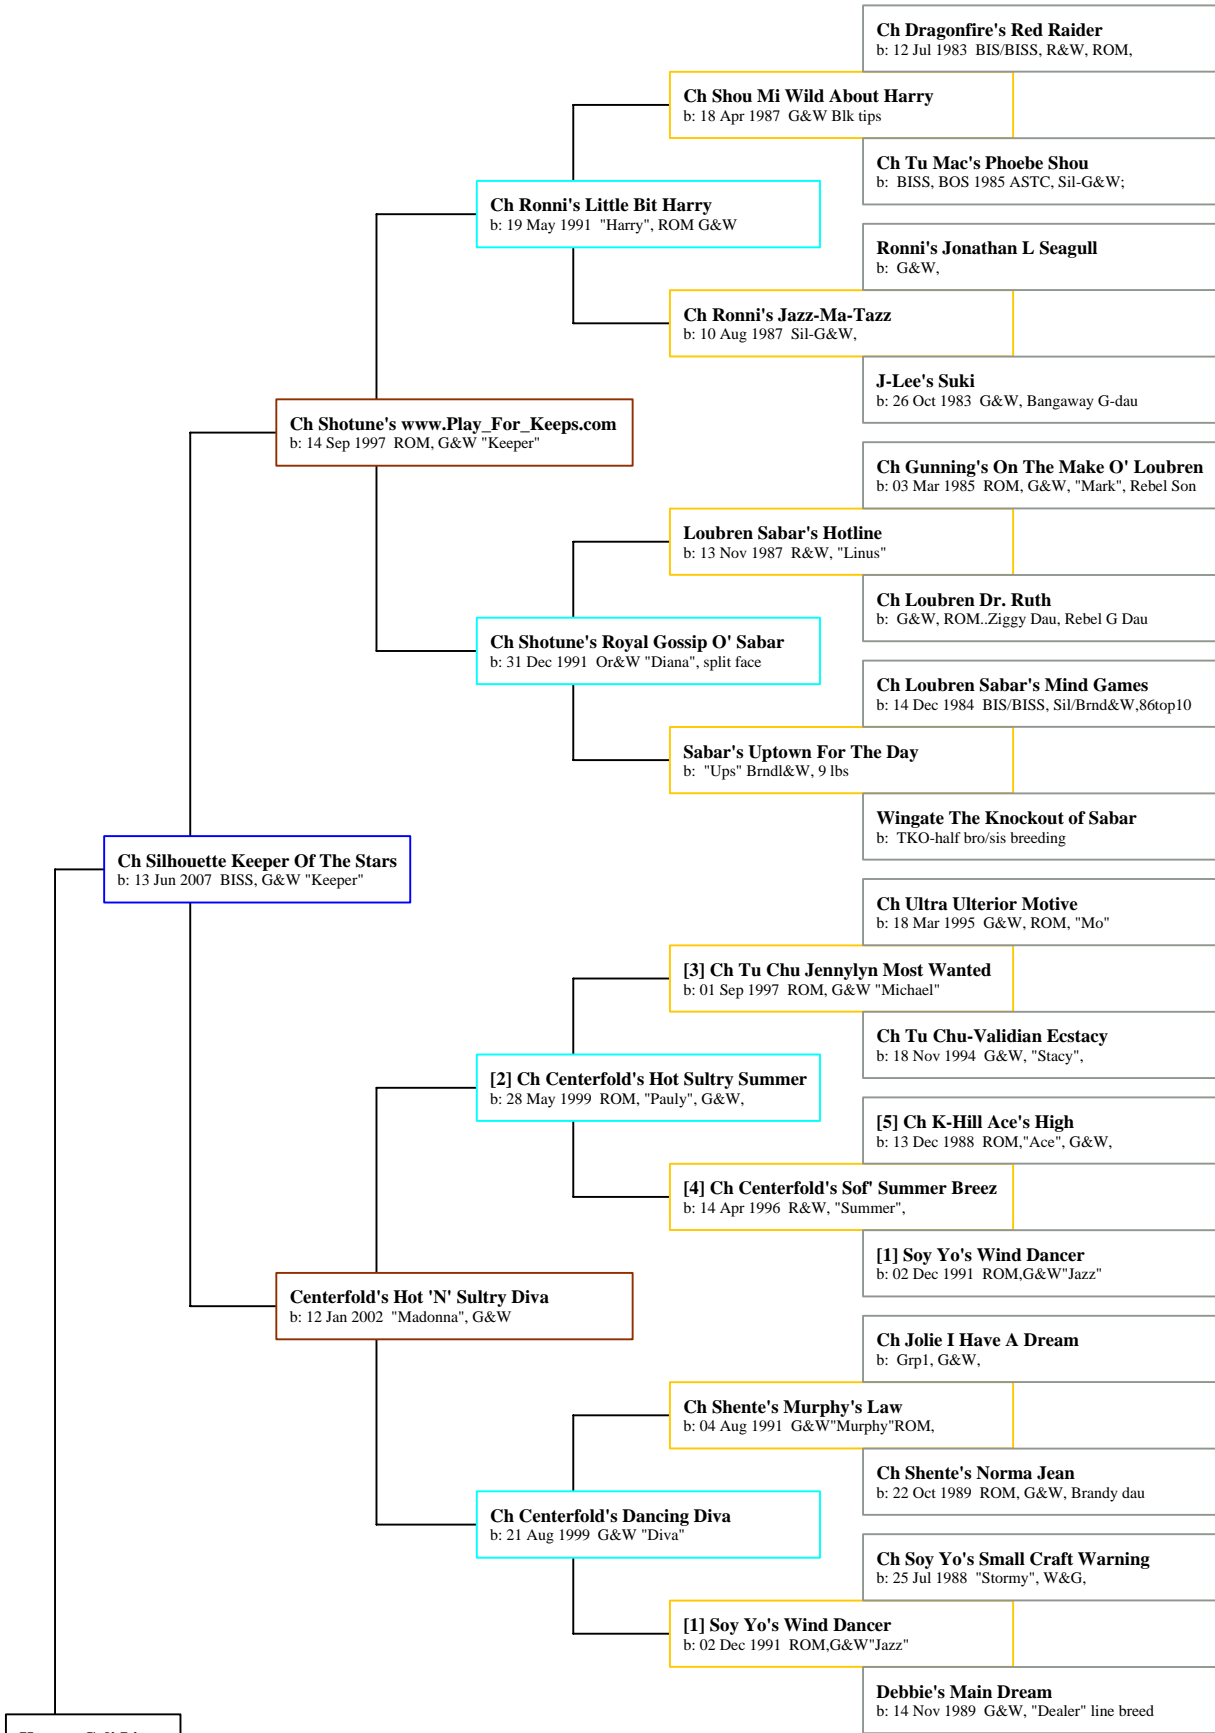 Ch Dragonfire's Red Raider
b: 12 Jul 1983 BIS/BISS, R&W, ROM,
Ch Shou Mi Wild About Harry
b: 18 Apr 1987 G&W Blk tips
Ch Tu Mac's Phoebe Shou
b: BISS, BOS 1985 ASTC, Sil-G&W;
Ch Ronni's Little Bit Harry
b: 19 May 1991 "Harry", ROM G&W
Ronni's Jonathan L Seagull
b: G&W,
Ch Ronni's Jazz-Ma-Tazz
b: 10 Aug 1987 Sil-G&W,
J-Lee's Suki
b: 26 Oct 1983 G&W, Bangaway G-dau
Ch Shotune's www.Play_For_Keeps.com
b: 14 Sep 1997 ROM, G&W "Keeper"
Ch Gunning's On The Make O' Loubren
b: 03 Mar 1985 ROM, G&W, "Mark", Rebel Son
Loubren Sabar's Hotline
b: 13 Nov 1987 R&W, "Linus"
Ch Loubren Dr. Ruth
b: G&W, ROM..Ziggy Dau, Rebel G Dau
Ch Shotune's Royal Gossip O' Sabar
b: 31 Dec 1991 Or&W "Diana", split face
Ch Loubren Sabar's Mind Games
b: 14 Dec 1984 BIS/BISS, Sil/Brnd&W,86top10
Sabar's Uptown For The Day
b: "Ups" Brndl&W, 9 lbs
Wingate The Knockout of Sabar
b: TKO-half bro/sis breeding
Ch Silhouette Keeper Of The Stars
b: 13 Jun 2007 BISS, G&W "Keeper"
Ch Ultra Ulterior Motive
b: 18 Mar 1995 G&W, ROM, "Mo"
[3] Ch Tu Chu Jennylyn Most Wanted
b: 01 Sep 1997 ROM, G&W "Michael"
Ch Tu Chu-Validian Ecstacy
b: 18 Nov 1994 G&W, "Stacy",
[2] Ch Centerfold's Hot Sultry Summer
b: 28 May 1999 ROM, "Pauly", G&W,
[5] Ch K-Hill Ace's High
b: 13 Dec 1988 ROM,"Ace", G&W,
[4] Ch Centerfold's Sof' Summer Breez
b: 14 Apr 1996 R&W, "Summer",
[1] Soy Yo's Wind Dancer
b: 02 Dec 1991 ROM,G&W"Jazz"
Centerfold's Hot 'N' Sultry Diva
b: 12 Jan 2002 "Madonna", G&W
Ch Jolie I Have A Dream
b: Grp1, G&W,
Ch Shente's Murphy's Law
b: 04 Aug 1991 G&W"Murphy"ROM,
Ch Shente's Norma Jean
b: 22 Oct 1989 ROM, G&W, Brandy dau
Ch Centerfold's Dancing Diva
b: 21 Aug 1999 G&W "Diva"
Ch Soy Yo's Small Craft Warning
b: 25 Jul 1988 "Stormy", W&G,
[1] Soy Yo's Wind Dancer
b: 02 Dec 1991 ROM,G&W"Jazz"
Debbie's Main Dream
b: 14 Nov 1989 G&W, "Dealer" line breed